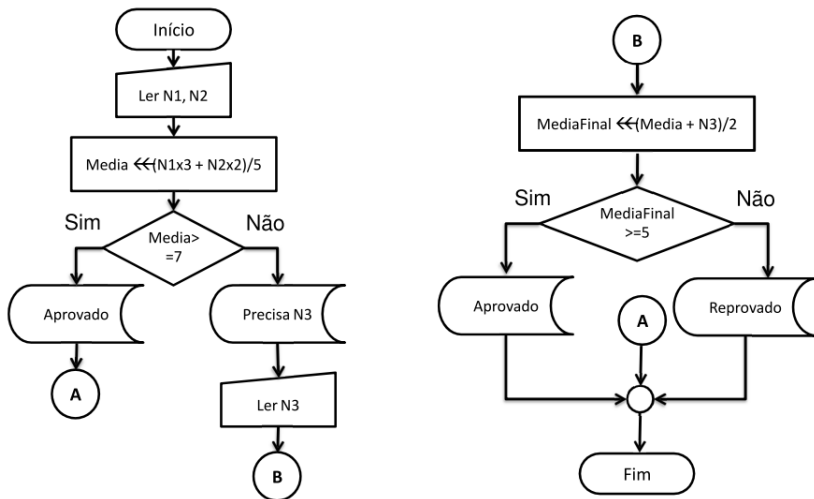 Início
Ler N1, N2
Media ⋘(N1x3 + N2x2)/5
Sim
Não
Media>
=7
Aprovado
Precisa N3
A
Ler N3
B
B
MediaFinal ⋘(Media + N3)/2
Sim
Não
MediaFinal
>=5
Aprovado
A
Reprovado
Fim